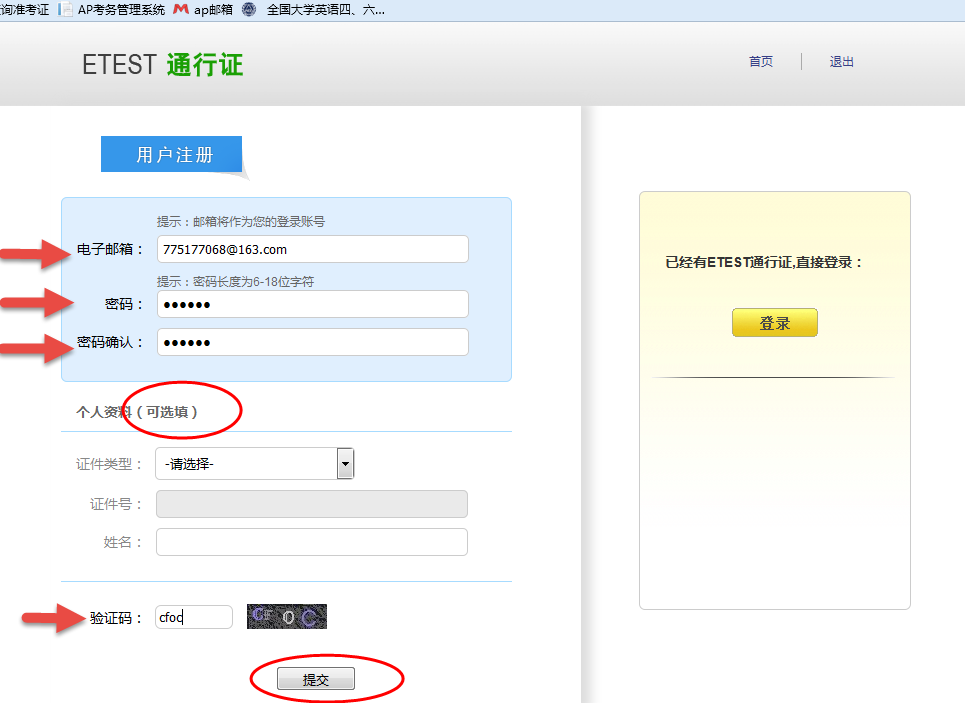 询准考证 AP考务管理系统 ap邮箱 全国大学英语四、六...
ETEST 通行证
首页 退出
用户注册
提示：邮箱将作为您的登录账号
电子邮箱： 775177068@163.com
提示：密码长度为6-18位字符
密码： ●●●●●●
密码确认： ●●●●●●
个人资料（可选填）
证件类型： -请选择-
证件号：
姓名：
验证码： cfoc CFOC
提交
已经有ETEST通行证,直接登录：
登录